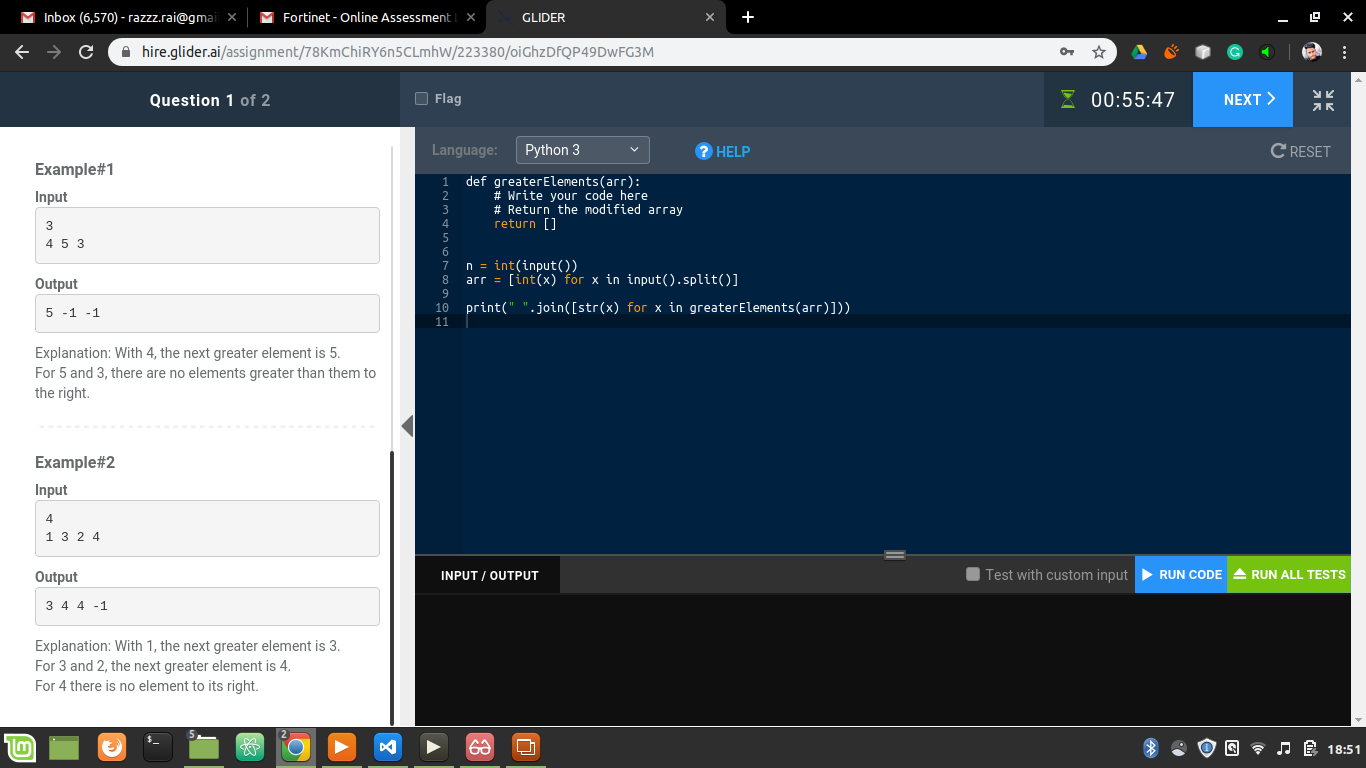 Inbox (6,570) - razzz.rai@gmai
Fortinet - Online Assessment
GLIDER
hire.glider.ai/assignment/78KmChiRY6n5CLmhW/223380/oiGhzDfQP49DwFG3M
Question 1 of 2
Flag
00:55:47
NEXT
Example#1
Input
3
4 5 3
Output
5 -1 -1
Explanation: With 4, the next greater element is 5.
For 5 and 3, there are no elements greater than them to
the right.
Example#2
Input
4
1 3 2 4
Output
3 4 4 -1
Explanation: With 1, the next greater element is 3.
For 3 and 2, the next greater element is 4.
For 4 there is no element to its right.
Language:
Python 3
? HELP
RESET
1 def greaterElements(arr):
2     # Write your code here
3     # Return the modified array
4     return []
5
6
7 n = int(input())
8 arr = [int(x) for x in input().split()]
9
10 print(" ".join([str(x) for x in greaterElements(arr)]))
11
INPUT / OUTPUT
Test with custom input
RUN CODE
RUN ALL TESTS
5
2
18:51